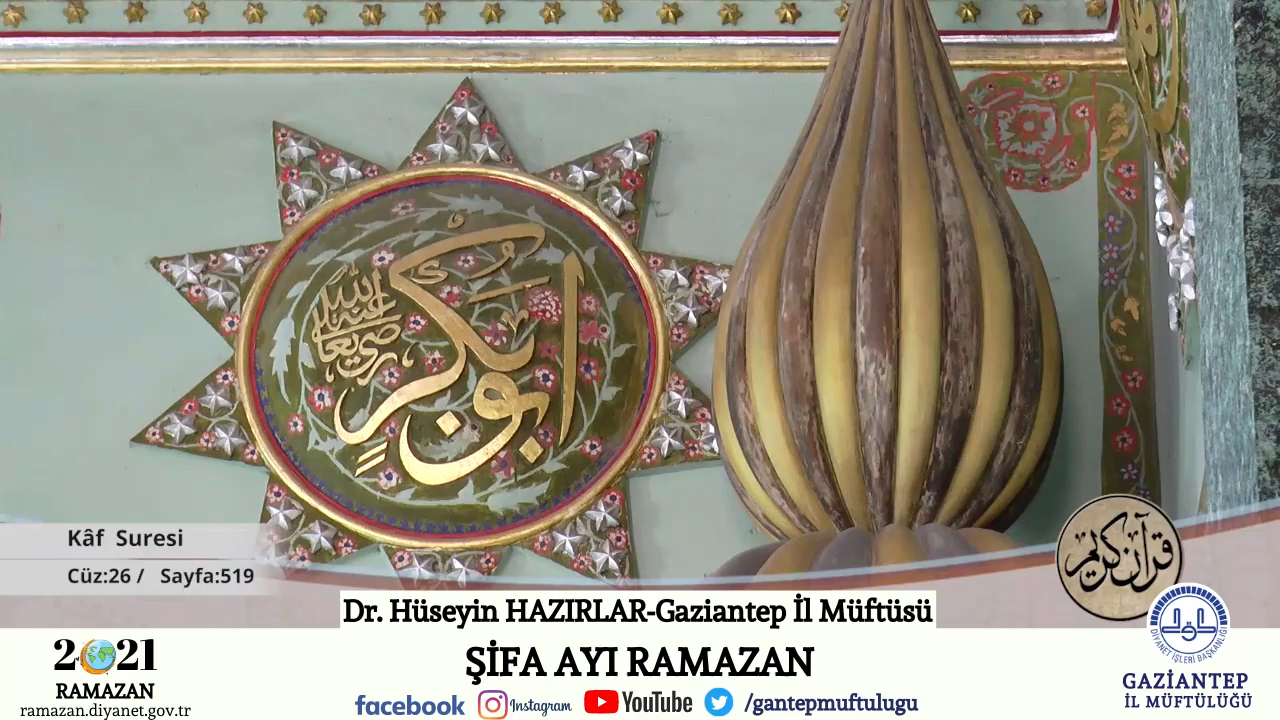 ابو بكر
رضي الله تعالى عنه
Kâf Suresi
Cüz:26 / Sayfa:519
قرآن كريم
Dr. Hüseyin HAZIRLAR-Gaziantep İl Müftüsü
2021
RAMAZAN
ramazan.diyanet.gov.tr
ŞİFA AYI RAMAZAN
facebook Instagram YouTube /gantepmuftulugu
DİYANET İŞLERİ BAŞKANLIĞI
GAZİANTEP
İL MÜFTÜLÜĞÜ